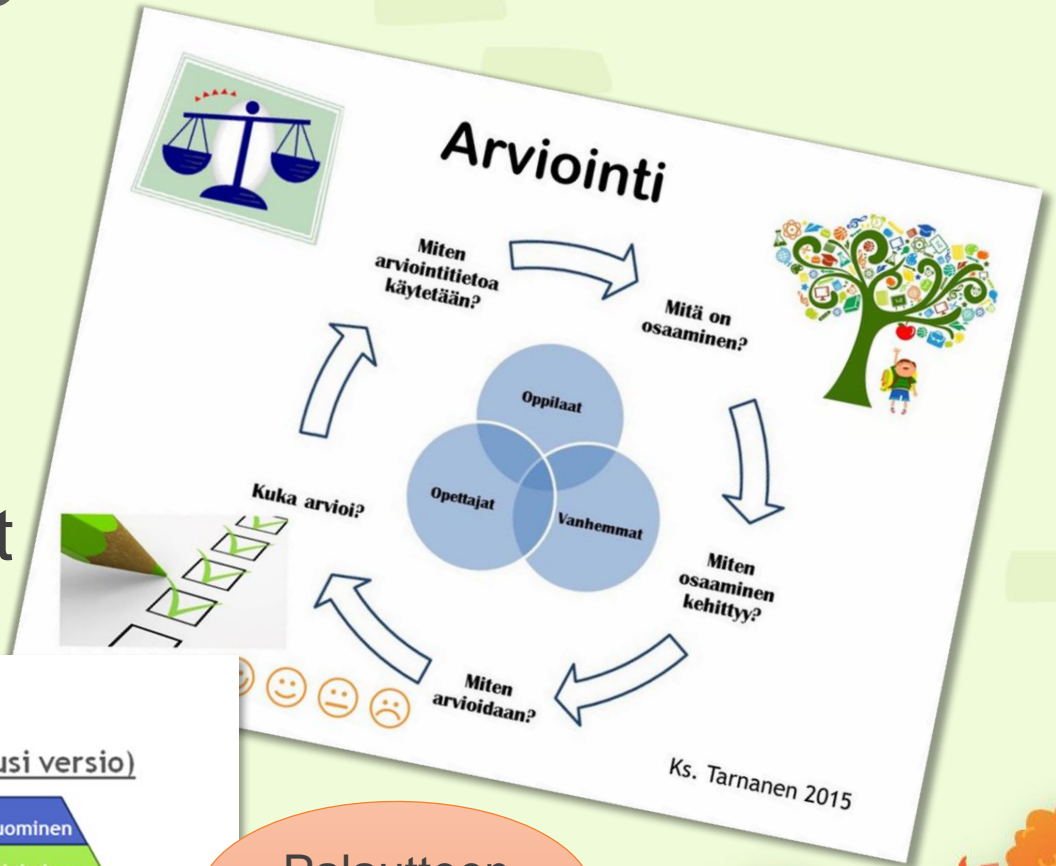 Arviointi
Miten
arviointitietoa
käytetään?
Mitä on
osaaminen?
Oppilaat
Opettajat
Vanhemmat
Kuka arvioi?
Miten
osaaminen
kehittyy?
Miten
arvioidaan?
Ks. Tarnanen 2015
usi versio)
uominen
Palautteen